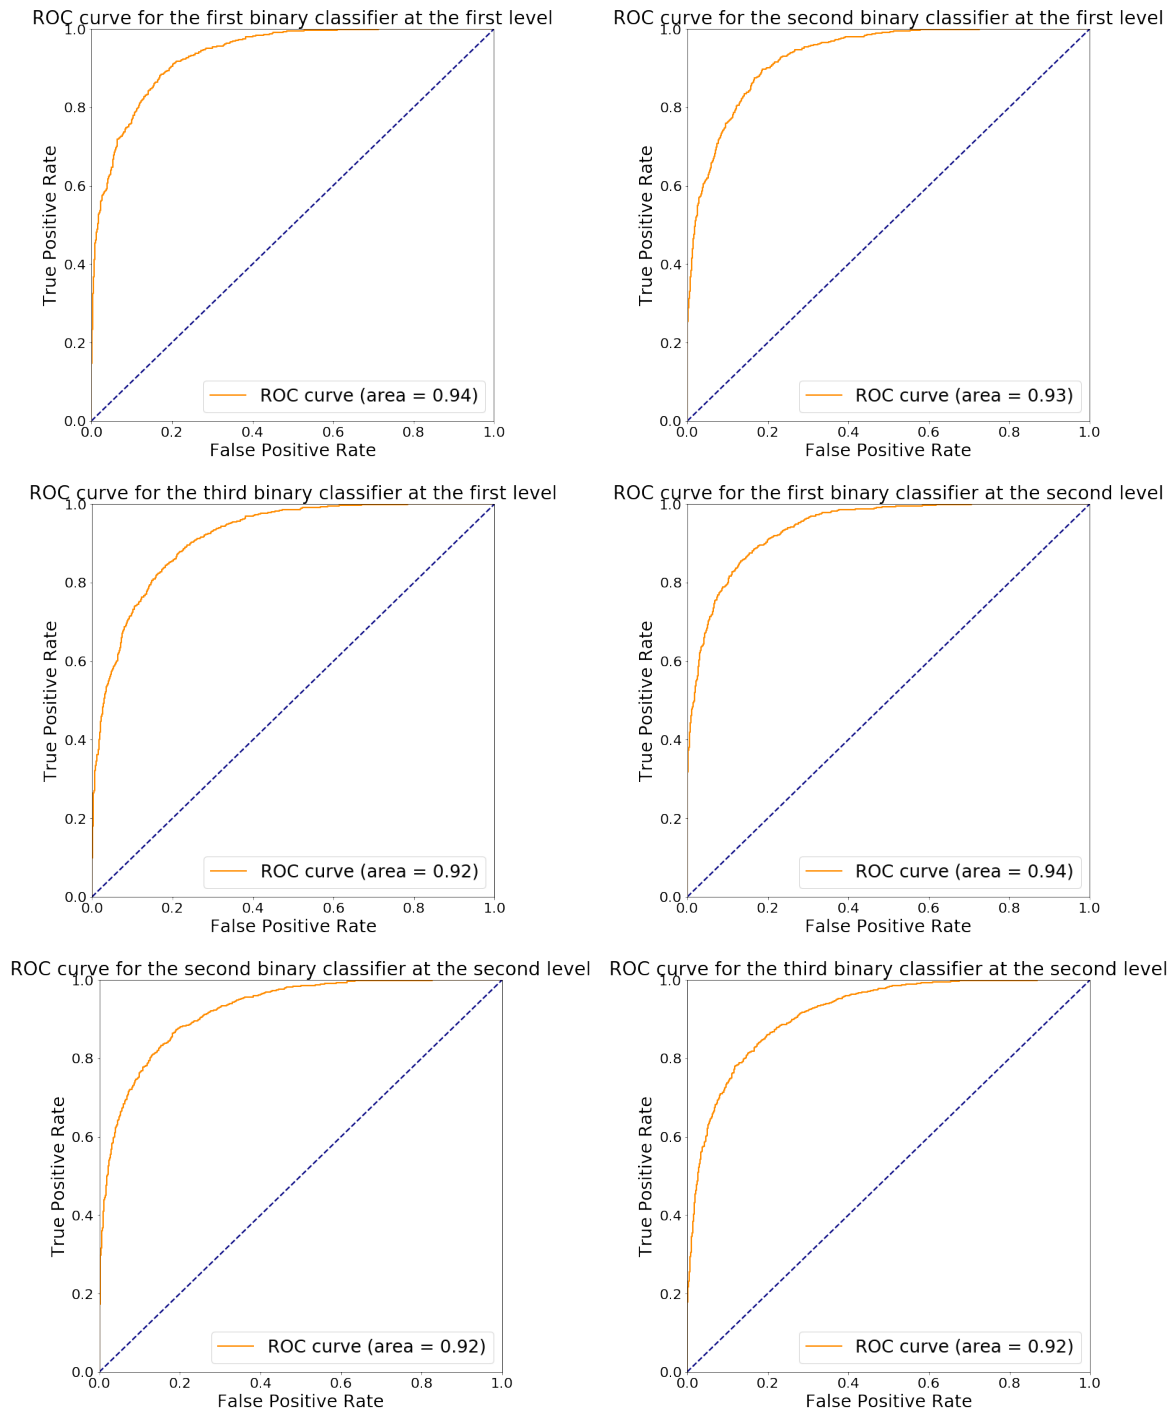 ROC curve for the first binary classifier at the first level
1.0
0.8
0.6
0.4
0.2
0.0
True Positive Rate
ROC curve (area = 0.94)
0.0 0.2 0.4 0.6 0.8 1.0
False Positive Rate
ROC curve for the second binary classifier at the first level
1.0
0.8
0.6
0.4
0.2
0.0
True Positive Rate
ROC curve (area = 0.93)
0.0 0.2 0.4 0.6 0.8 1.0
False Positive Rate
ROC curve for the third binary classifier at the first level
1.0
0.8
0.6
0.4
0.2
0.0
True Positive Rate
ROC curve (area = 0.92)
0.0 0.2 0.4 0.6 0.8 1.0
False Positive Rate
ROC curve for the first binary classifier at the second level
1.0
0.8
0.6
0.4
0.2
0.0
True Positive Rate
ROC curve (area = 0.94)
0.0 0.2 0.4 0.6 0.8 1.0
False Positive Rate
ROC curve for the second binary classifier at the second level
1.0
0.8
0.6
0.4
0.2
0.0
True Positive Rate
ROC curve (area = 0.92)
0.0 0.2 0.4 0.6 0.8 1.0
False Positive Rate
ROC curve for the third binary classifier at the second level
1.0
0.8
0.6
0.4
0.2
0.0
True Positive Rate
ROC curve (area = 0.92)
0.0 0.2 0.4 0.6 0.8 1.0
False Positive Rate